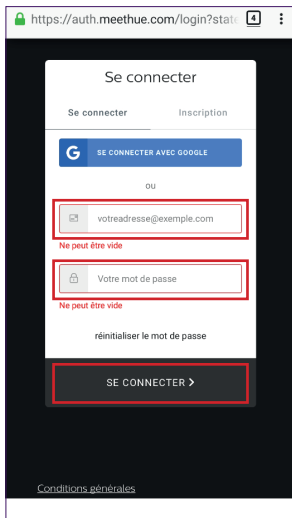 https://auth.meethue.com/login?state 4
Se connecter
Se connecter Inscription
G SE CONNECTER AVEC GOOGLE
ou
votreadresse@exemple.com
Ne peut être vide
Votre mot de passe
Ne peut être vide
réinitialiser le mot de passe
SE CONNECTER >
Conditions générales